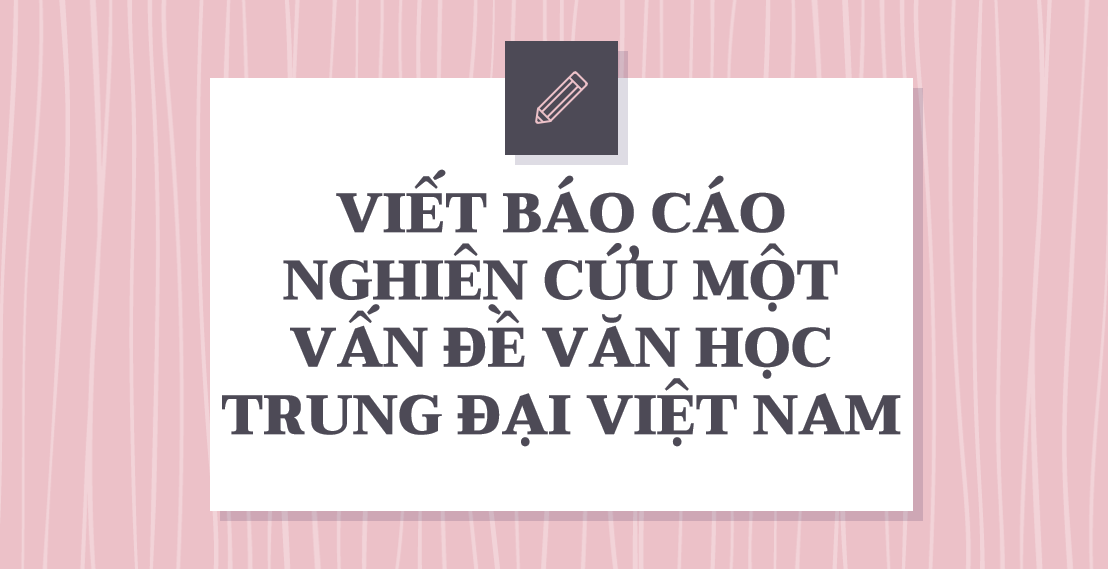 VIẾT BÁO CÁO
NGHIÊN CỨU MỘT
VẤN ĐỀ VĂN HỌC
TRUNG ĐẠI VIỆT NAM